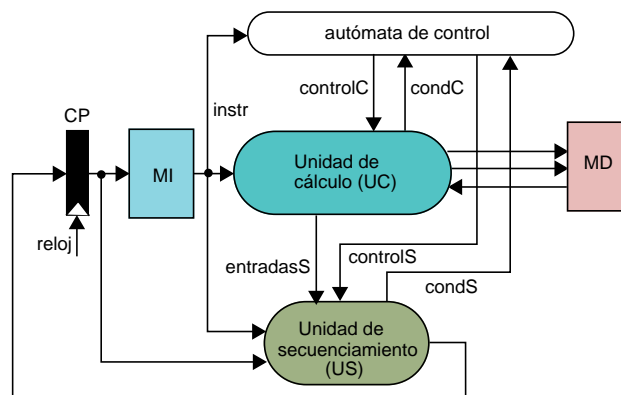 autómata de control
controlC
condC
CP
instr
MI
Unidad de
cálculo (UC)
MD
reloj
entradasS
controlS
condS
Unidad de
secuenciamiento
(US)